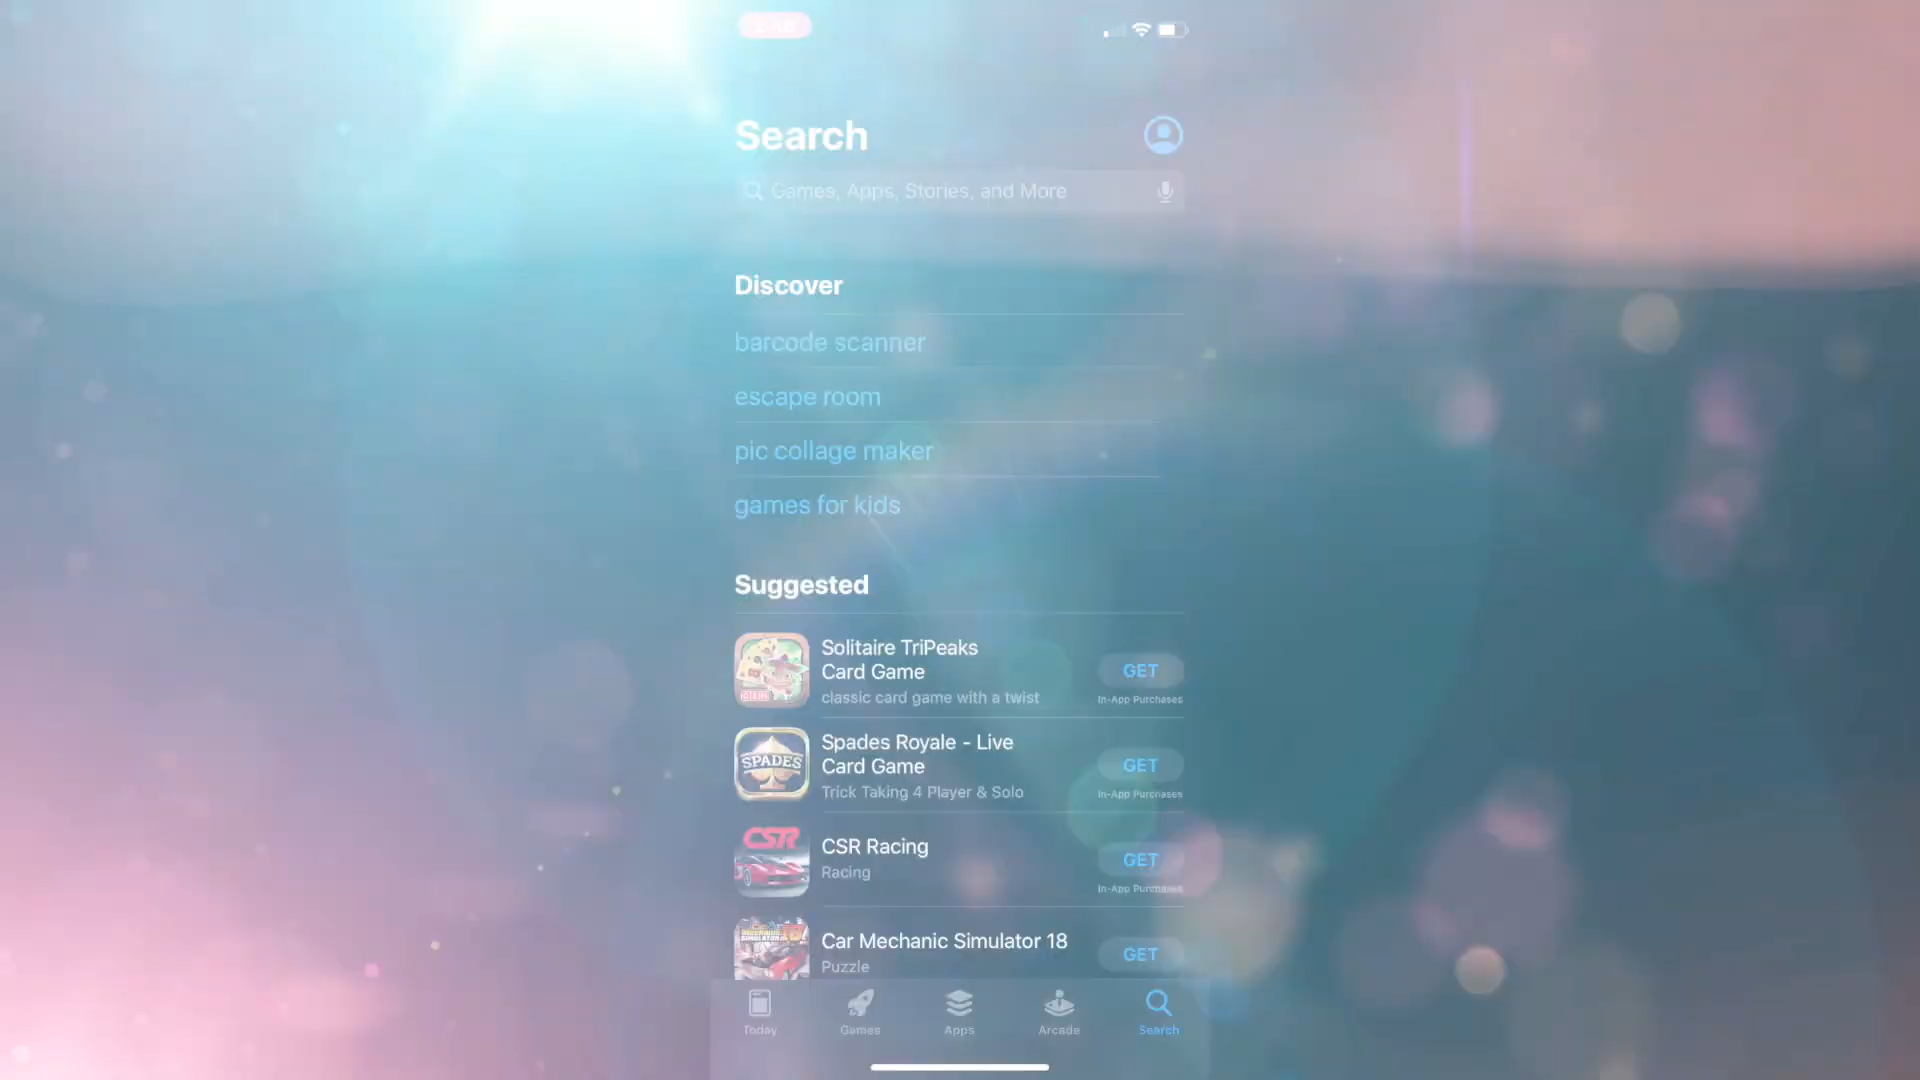 Search
Games, Apps, Stories, and More
Discover
barcode scanner
escape room
pic collage maker
games for kids
Suggested
Solitaire TriPeaks
Card Game
classic card game with a twist
GET
In-App Purchases
SPADES
Spades Royale - Live
Card Game
Trick Taking 4 Player & Solo
GET
In-App Purchases
CSR
CSR Racing
Racing
GET
In-App Purchases
Car Mechanic Simulator 18
Puzzle
GET
Today
Games
Apps
Arcade
Search